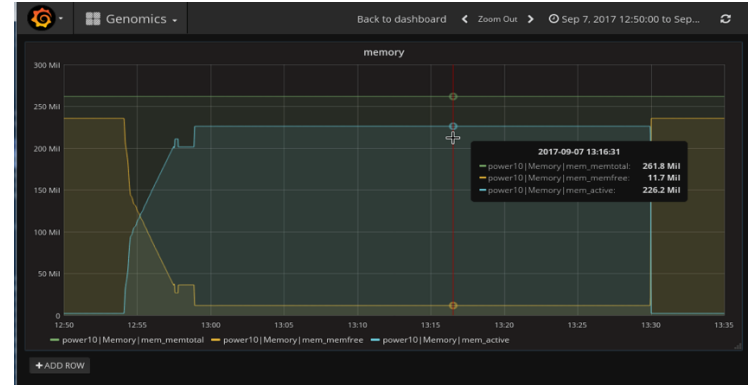 Genomics
Back to dashboard Zoom Out Sep 7, 2017 12:50:00 to Sep...
memory
300 Mil
250 Mil
200 Mil
150 Mil
100 Mil
50 Mil
0
12:50 12:55 13:00 13:05 13:10 13:15 13:20 13:25 13:30 13:35
2017-09-07 13:16:31
power10|Memory|mem_memtotal: 261.8 Mil
power10|Memory|mem_memfree: 11.7 Mil
power10|Memory|mem_active: 226.2 Mil
power10|Memory|mem_memtotal power10|Memory|mem_memfree power10|Memory|mem_active
+ ADD ROW